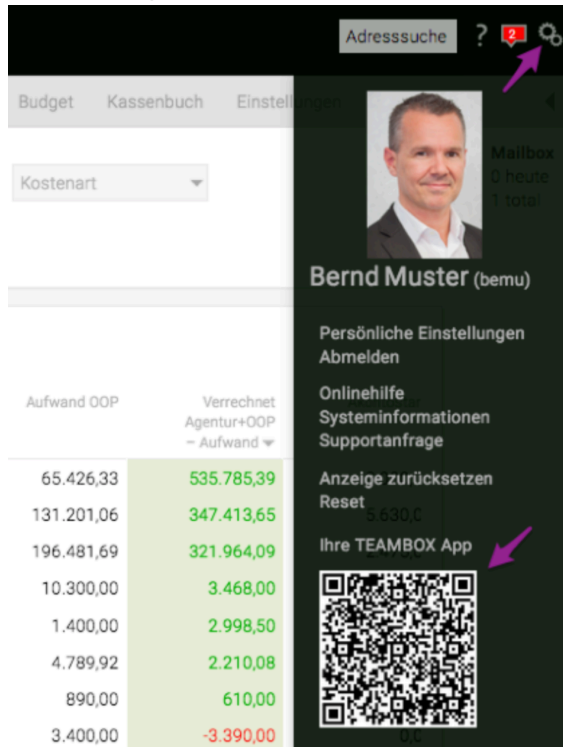 Adresssuche ? 2
Budget Kassenbuch Einstellungen
Mailbox
0 heute
1 total
Kostenart
Bernd Muster (bemu)
Persönliche Einstellungen
Abmelden
Onlinehilfe
Systeminformationen
Supportanfrage
Anzeige zurücksetzen
Reset
Ihre TEAMBOX App
Aufwand OOP
Verrechnet
Agentur+OOP
– Aufwand
65.426,33 535.785,39
131.201,06 347.413,65
196.481,69 321.964,09
10.300,00 3.468,00
1.400,00 2.998,50
4.789,92 2.210,08
890,00 610,00
3.400,00 -3.390,00